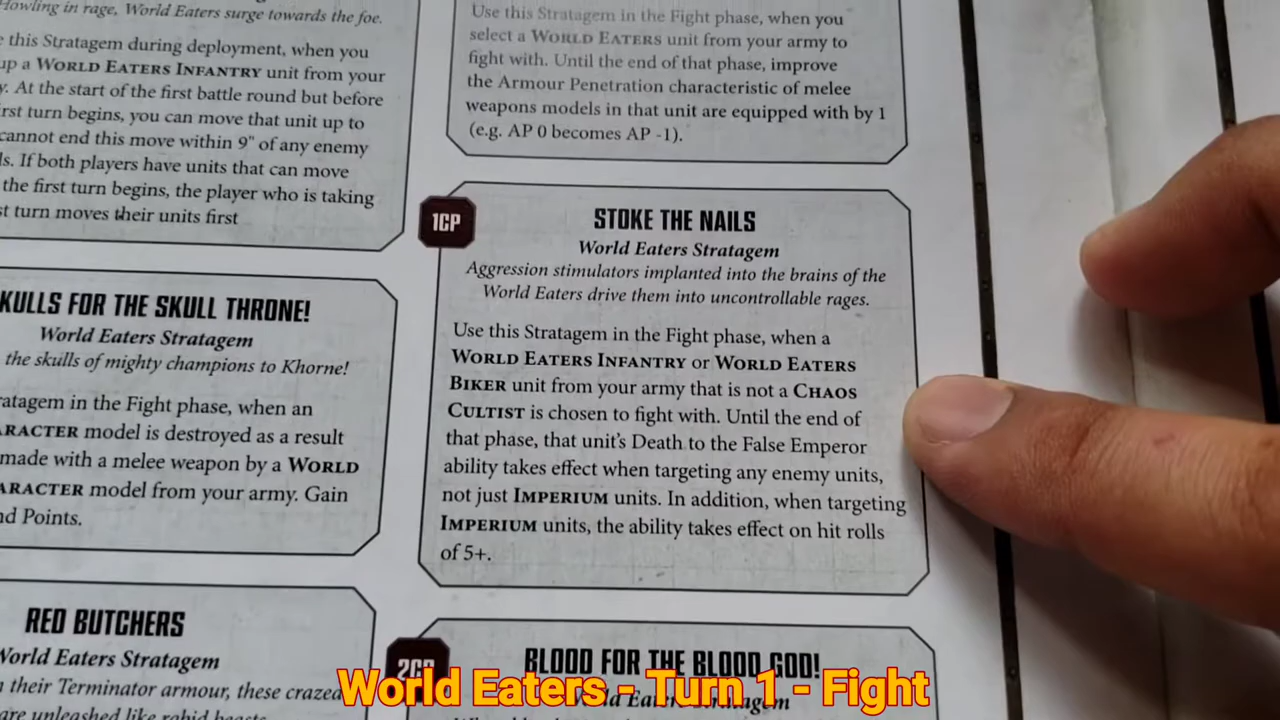 Howling in rage, World Eaters surge towards the foe.
this Stratagem during deployment, when you
up a WORLD EATERS INFANTRY unit from your
At the start of the first battle round but before
turn begins, you can move that unit up to
cannot end this move within 9" of any enemy
If both players have units that can move
the first turn begins, the player who is taking
turn moves their units first
KULLS FOR THE SKULL THRONE!
World Eaters Stratagem
the skulls of mighty champions to Khorne!
in the Fight phase, when an
model is destroyed as a result
made with a melee weapon by a WORLD
model from your army. Gain
Points.
RED BUTCHERS
World Eaters Stratagem
their Terminator armour, these crazed
are unleashed like rabid beasts
Use this Stratagem in the Fight phase, when you
select a WORLD EATERS unit from your army to
fight with. Until the end of that phase, improve
the Armour Penetration characteristic of melee
weapons models in that unit are equipped with by 1
(e.g. AP 0 becomes AP -1).
1CP
STOKE THE NAILS
World Eaters Stratagem
Aggression stimulators implanted into the brains of the
World Eaters drive them into uncontrollable rages.
Use this Stratagem in the Fight phase, when a
WORLD EATERS INFANTRY or WORLD EATERS
BIKER unit from your army that is not a CHAOS
CULTIST is chosen to fight with. Until the end of
that phase, that unit's Death to the False Emperor
ability takes effect when targeting any enemy units,
not just IMPERIUM units. In addition, when targeting
IMPERIUM units, the ability takes effect on hit rolls
of 5+.
2CP
BLOOD FOR THE BLOOD GOD!
World Eaters Stratagem
World Eaters - Turn 1 - Fight